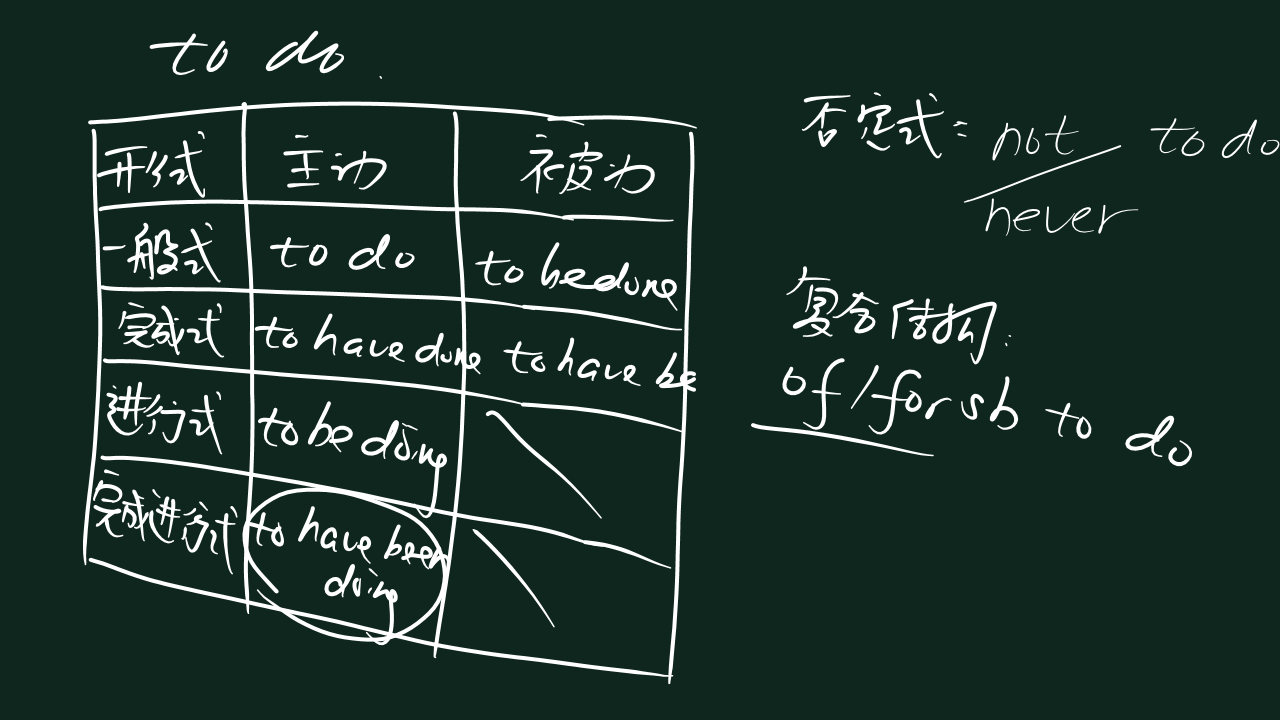 to do
形式 主动 被动
一般式 to do to be done
完成式 to have done to have be
进行式 to be doing
完成进行式 to have been
doing
否定式: not to do
never
复合结构:
of/for sb to do